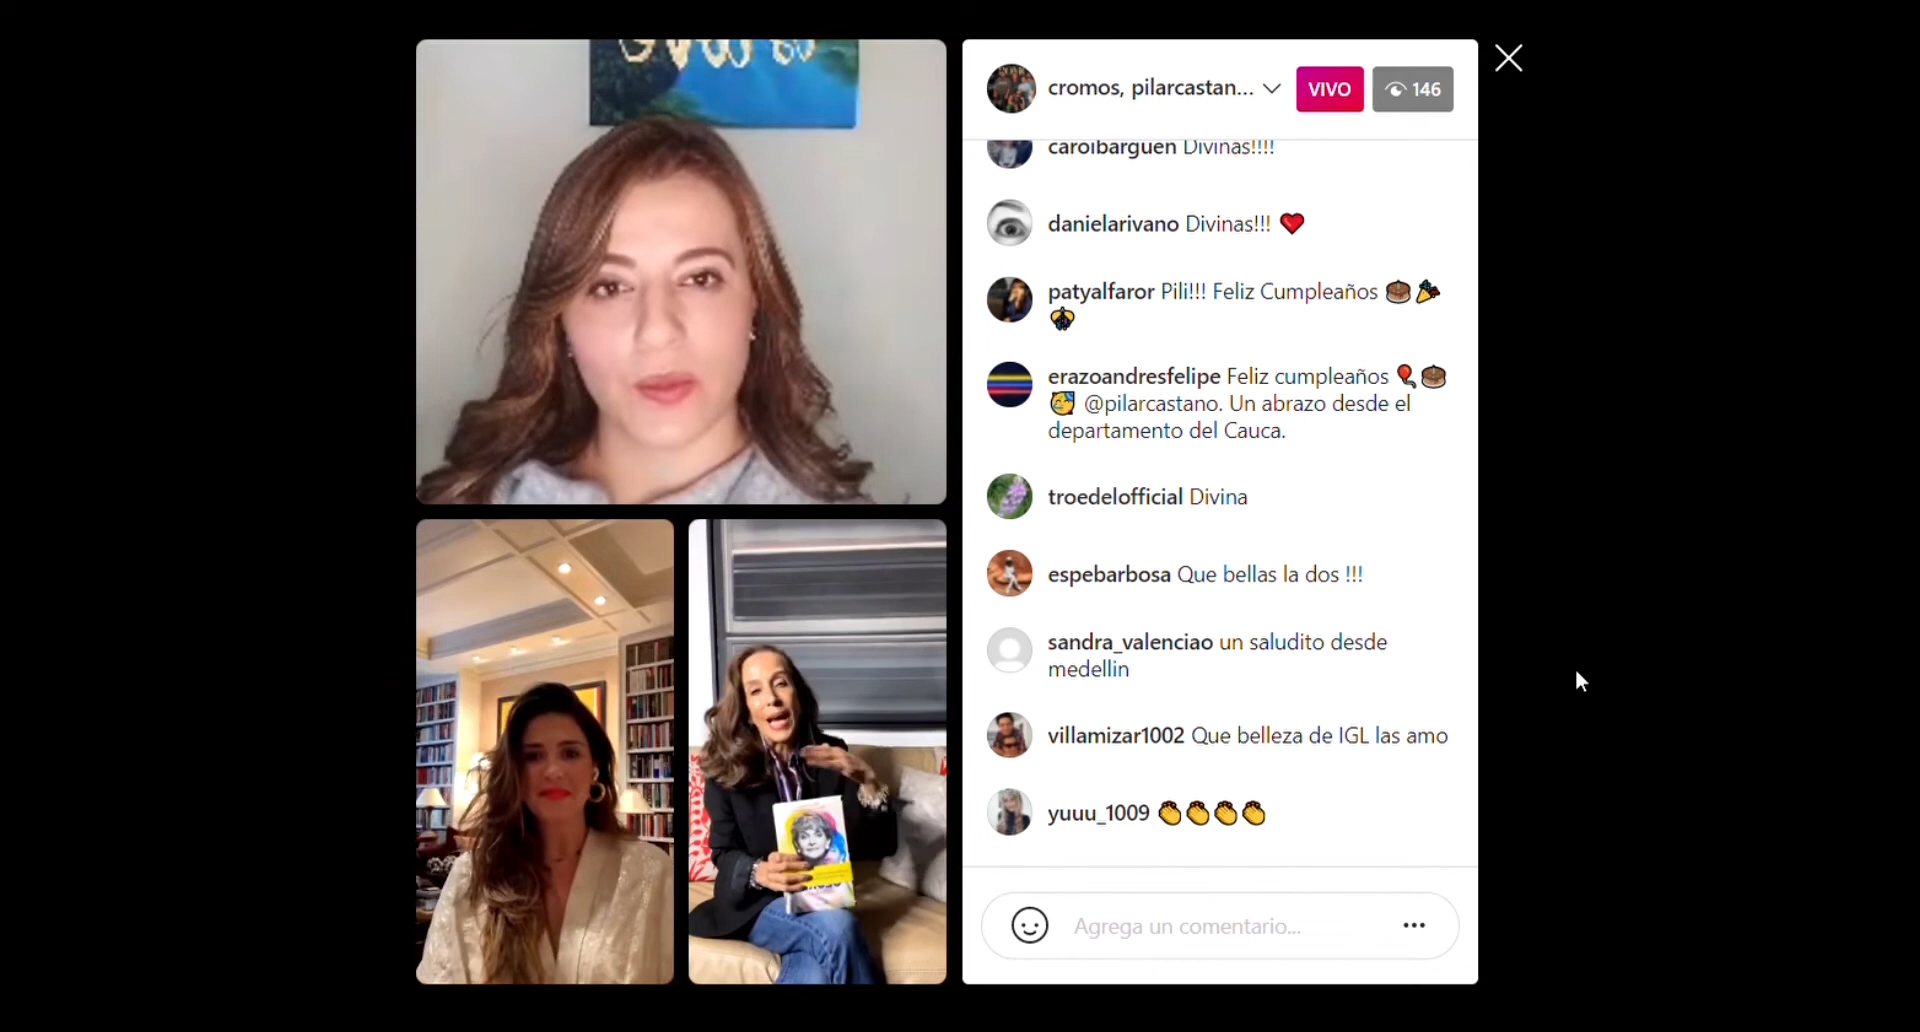 cromos, pilarcastan...
VIVO
146
carolbarguen Divinas!!!!
danielarivano Divinas!!! ❤️
patyalfaror Pili!!! Feliz Cumpleaños 🎂🎉
erazoandresfelipe Feliz cumpleaños 🎈🎂
🥳 @pilarcastano. Un abrazo desde el
departamento del Cauca.
troedelofficial Divina
espebarbosa Que bellas la dos !!!
sandra_valenciao un saludito desde
medellin
villamizar1002 Que belleza de IGL las amo
yuuu_1009 👏👏👏👏
Agrega un comentario...